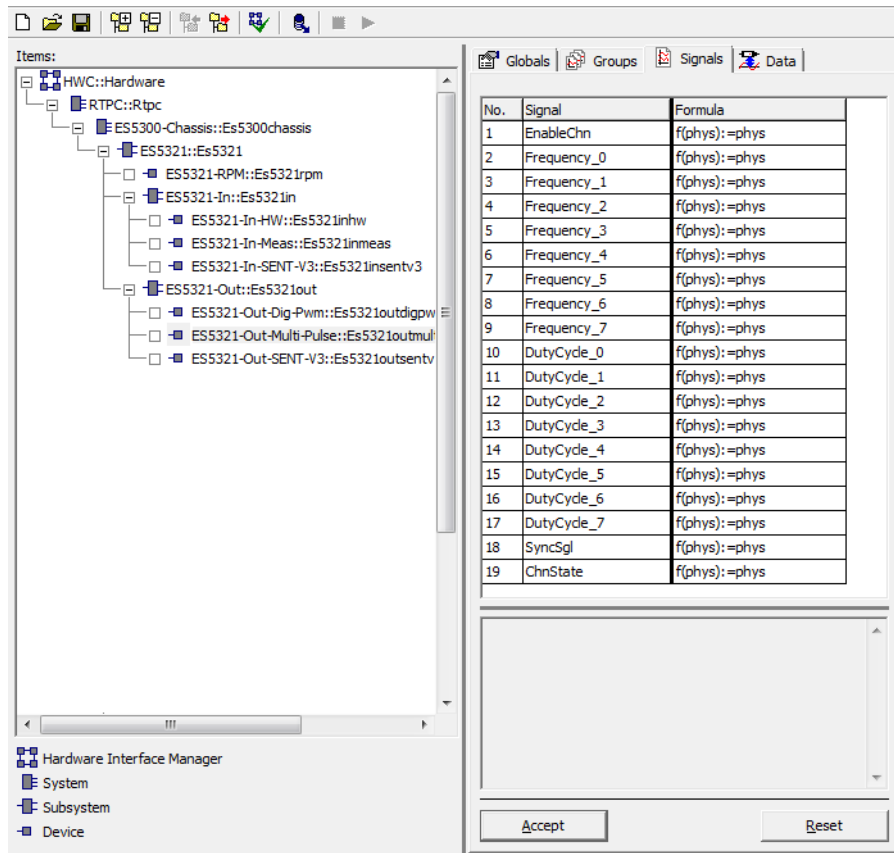 Items:
HWC::Hardware
RTPC::Rtpc
ES5300-Chassis::Es5300chassis
ES5321::Es5321
ES5321-RPM::Es5321rpm
ES5321-In::Es5321in
ES5321-In-HW::Es5321inhw
ES5321-In-Meas::Es5321inmeas
ES5321-In-SENT-V3::Es5321insentv3
ES5321-Out::Es5321out
ES5321-Out-Dig-Pwm::Es5321outdigpw
ES5321-Out-Multi-Pulse::Es5321outmul
ES5321-Out-SENT-V3::Es5321outsentv
Hardware Interface Manager
System
Subsystem
Device
Globals Groups Signals Data
No. Signal Formula
1 EnableChn f(phys):=phys
2 Frequency_0 f(phys):=phys
3 Frequency_1 f(phys):=phys
4 Frequency_2 f(phys):=phys
5 Frequency_3 f(phys):=phys
6 Frequency_4 f(phys):=phys
7 Frequency_5 f(phys):=phys
8 Frequency_6 f(phys):=phys
9 Frequency_7 f(phys):=phys
10 DutyCycle_0 f(phys):=phys
11 DutyCycle_1 f(phys):=phys
12 DutyCycle_2 f(phys):=phys
13 DutyCycle_3 f(phys):=phys
14 DutyCycle_4 f(phys):=phys
15 DutyCycle_5 f(phys):=phys
16 DutyCycle_6 f(phys):=phys
17 DutyCycle_7 f(phys):=phys
18 SyncSgl f(phys):=phys
19 ChnState f(phys):=phys
Accept Reset